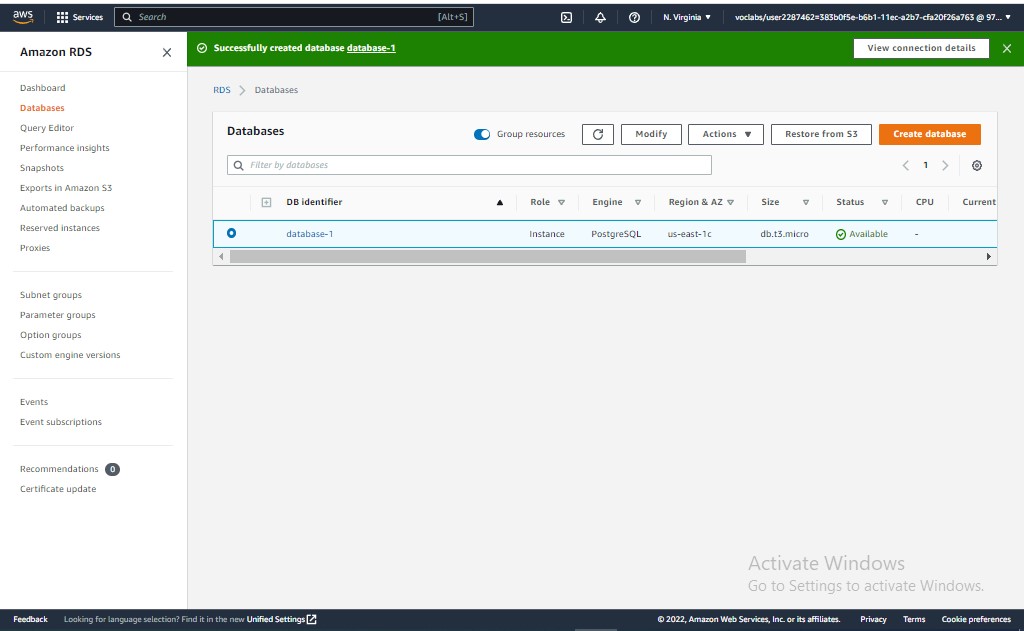 aws Services Search [Alt+S] N. Virginia voclabs/user2287462=383b0f5e-b6b1-11ec-a2b7-cfa20f26a763 @ 97...
Amazon RDS
Successfully created database database-1 View connection details
Dashboard
Databases
Query Editor
Performance insights
Snapshots
Exports in Amazon S3
Automated backups
Reserved instances
Proxies
Subnet groups
Parameter groups
Option groups
Custom engine versions
Events
Event subscriptions
Recommendations 0
Certificate update
RDS Databases
Databases Group resources Modify Actions Restore from S3 Create database
Filter by databases 1
DB identifier Role Engine Region & AZ Size Status CPU Current
database-1 Instance PostgreSQL us-east-1c db.t3.micro Available -
Activate Windows
Go to Settings to activate Windows.
Feedback Looking for language selection? Find it in the new Unified Settings © 2022, Amazon Web Services, Inc. or its affiliates. Privacy Terms Cookie preferences